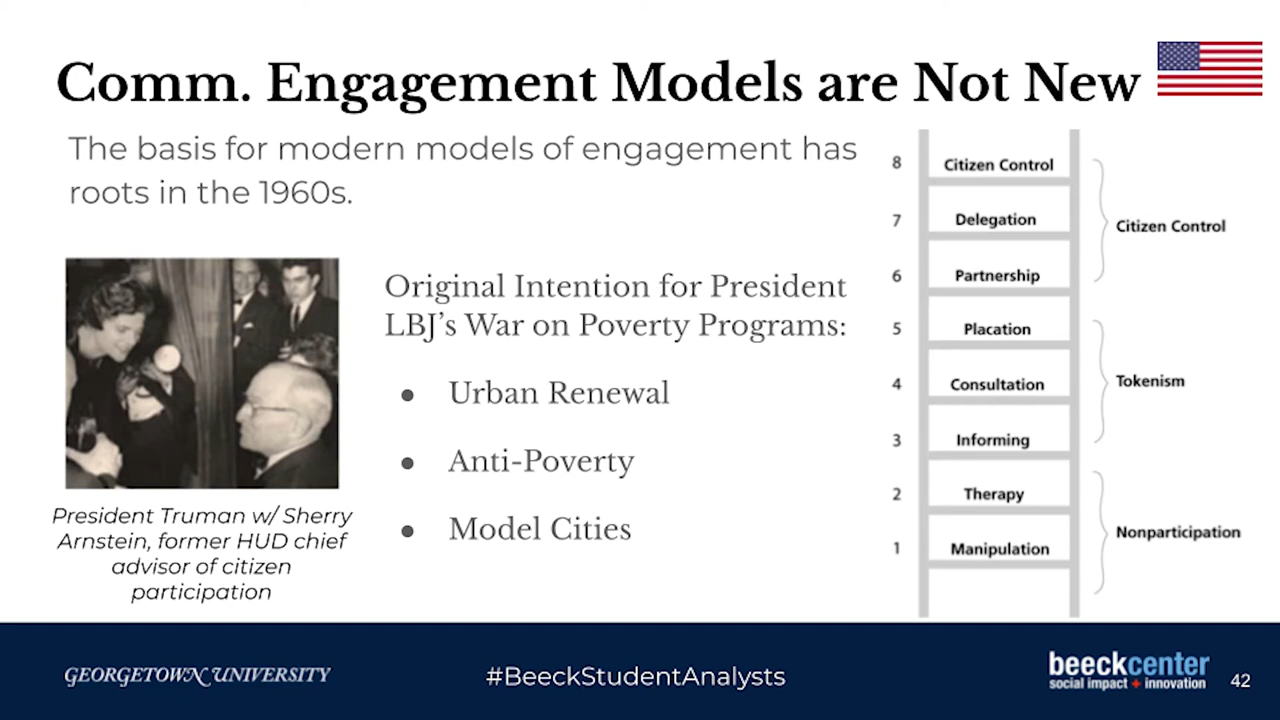 Comm. Engagement Models are Not New
The basis for modern models of engagement has
roots in the 1960s.
President Truman w/ Sherry
Arnstein, former HUD chief
advisor of citizen
participation
Original Intention for President
LBJ's War on Poverty Programs:
● Urban Renewal
● Anti-Poverty
● Model Cities
8 Citizen Control
7 Delegation
6 Partnership
Citizen Control
5 Placation
4 Consultation
3 Informing
Tokenism
2 Therapy
1 Manipulation
Nonparticipation
GEORGETOWN UNIVERSITY
#BeeckStudentAnalysts
beeckcenter
social impact + innovation
42